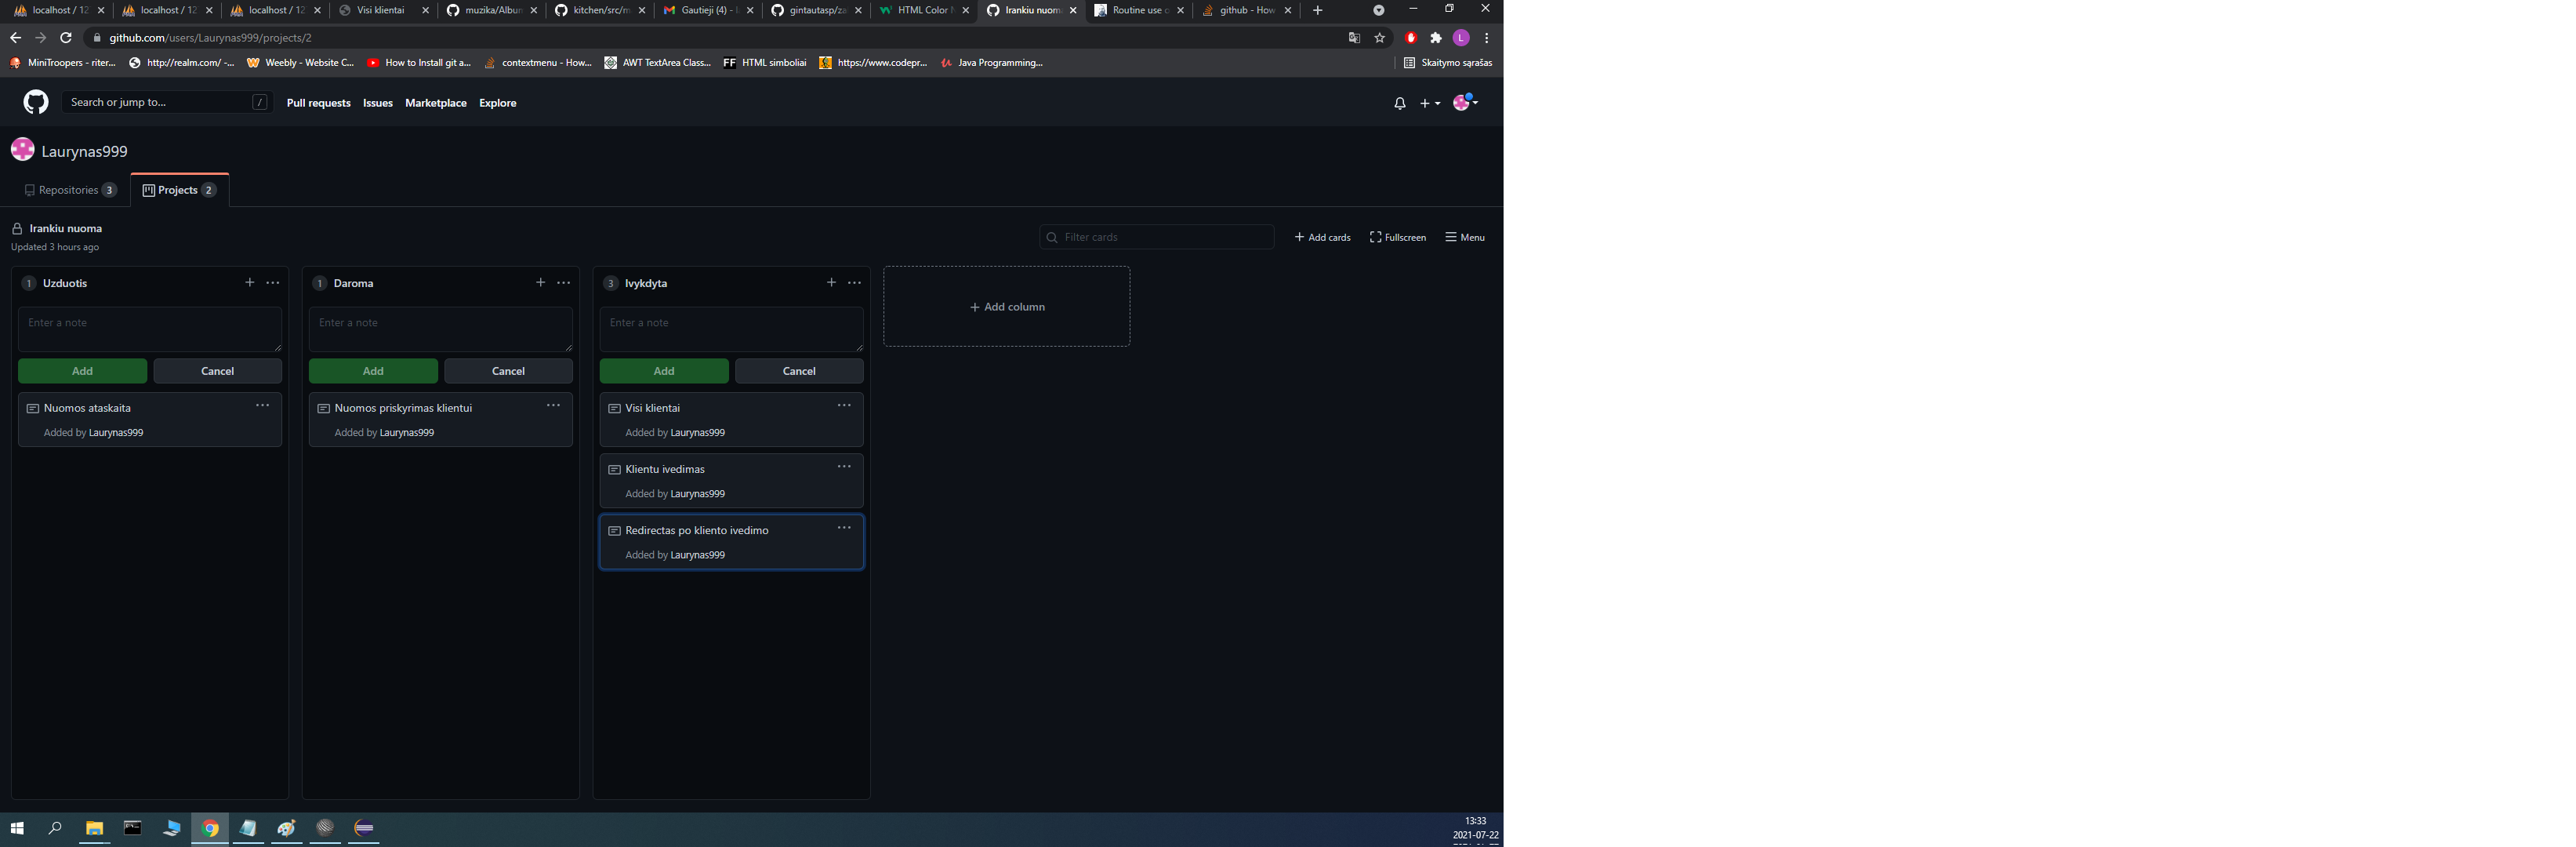 localhost / 12 localhost / 12 localhost / 12 Visi klientai muzika/Album kitchen/src/m Gautieji (4) - l gintautasp/za HTML Color Irankiu nuom Routine use o github - How
github.com/users/Laurynas999/projects/2 L
MiniTroopers - riter... http://realm.com/ -... Weebly - Website C... How to Install git a... contextmenu - How... AWT TextArea Class... FF HTML simboliai https://www.codepr... Java Programming... Skaitymo sąrašas
Search or jump to... / Pull requests Issues Marketplace Explore
Laurynas999
Repositories 3 Projects 2
Irankiu nuoma
Updated 3 hours ago
Filter cards Add cards Fullscreen Menu
1 Uzduotis
Enter a note
Add Cancel
Nuomos ataskaita
Added by Laurynas999
1 Daroma
Enter a note
Add Cancel
Nuomos priskyrimas klientui
Added by Laurynas999
3 Ivykdyta
Enter a note
Add Cancel
Visi klientai
Added by Laurynas999
Klientu ivedimas
Added by Laurynas999
Redirectas po kliento ivedimo
Added by Laurynas999
Add column
13:33
2021-07-22